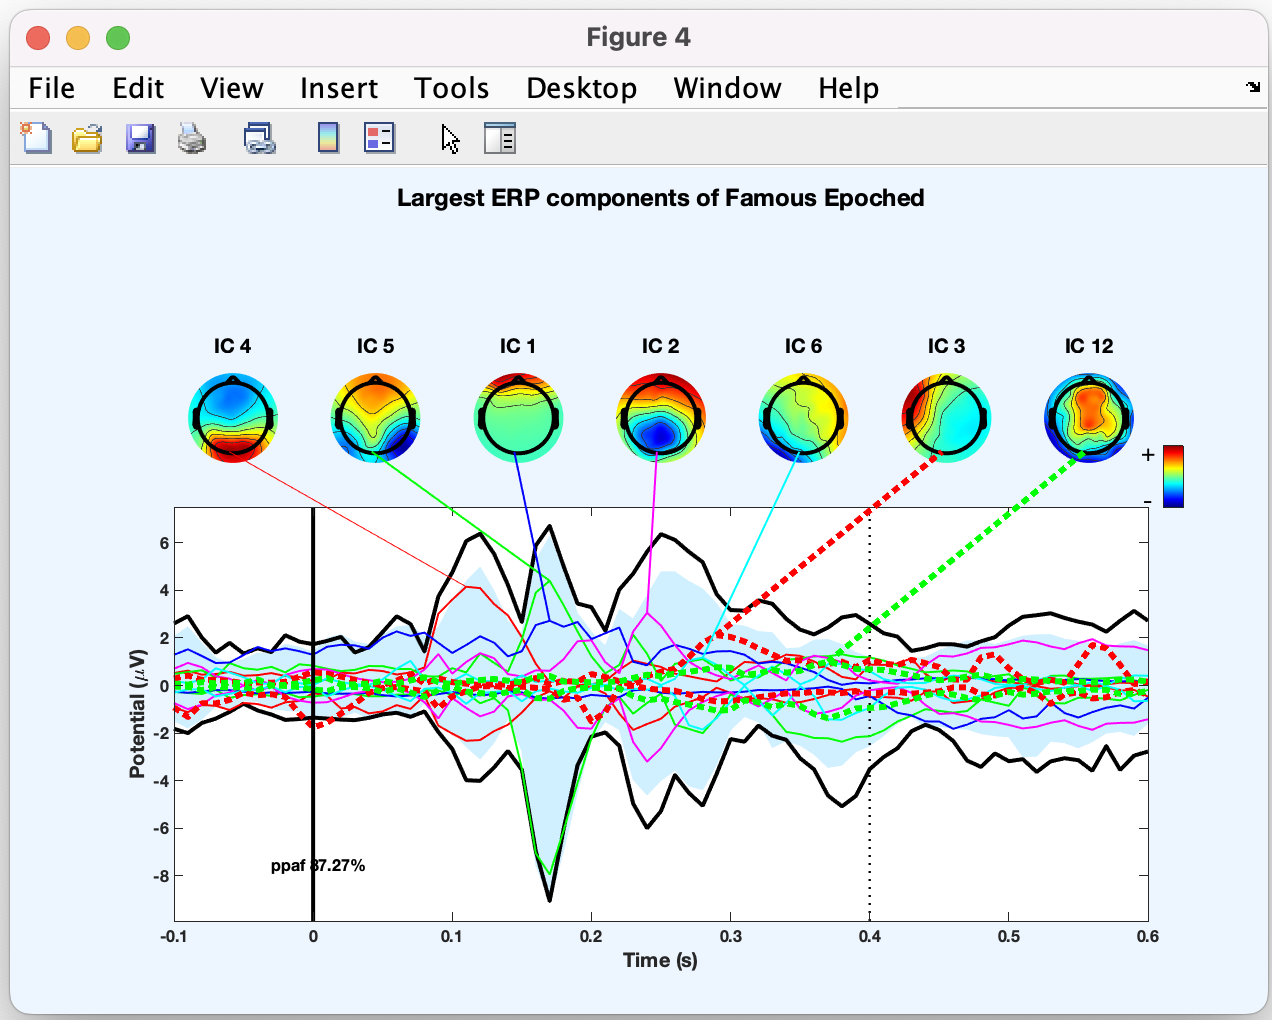 Figure 4
File Edit View Insert Tools Desktop Window Help
Largest ERP components of Famous Epoched
IC 4 IC 5 IC 1 IC 2 IC 6 IC 3 IC 12
+
-
6
4
2
0
-2
-4
-6
-8
Potential (μV)
ppaf 87.27%
-0.1 0 0.1 0.2 0.3 0.4 0.5 0.6
Time (s)